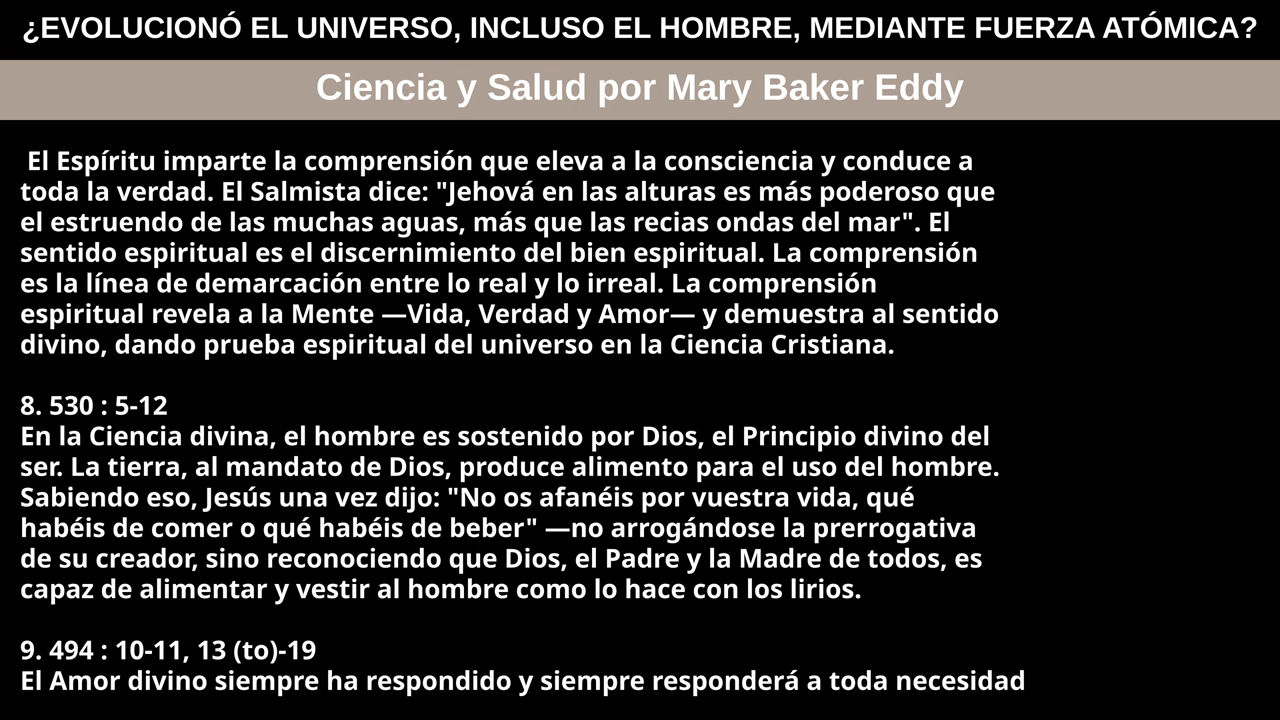 ¿EVOLUCIONÓ EL UNIVERSO, INCLUSO EL HOMBRE, MEDIANTE FUERZA ATÓMICA?
Ciencia y Salud por Mary Baker Eddy
El Espíritu imparte la comprensión que eleva a la consciencia y conduce a
toda la verdad. El Salmista dice: "Jehová en las alturas es más poderoso que
el estruendo de las muchas aguas, más que las recias ondas del mar". El
sentido espiritual es el discernimiento del bien espiritual. La comprensión
es la línea de demarcación entre lo real y lo irreal. La comprensión
espiritual revela a la Mente —Vida, Verdad y Amor— y demuestra al sentido
divino, dando prueba espiritual del universo en la Ciencia Cristiana.
8. 530 : 5-12
En la Ciencia divina, el hombre es sostenido por Dios, el Principio divino del
ser. La tierra, al mandato de Dios, produce alimento para el uso del hombre.
Sabiendo eso, Jesús una vez dijo: "No os afanéis por vuestra vida, qué
habéis de comer o qué habéis de beber" —no arrogándose la prerrogativa
de su creador, sino reconociendo que Dios, el Padre y la Madre de todos, es
capaz de alimentar y vestir al hombre como lo hace con los lirios.
9. 494 : 10-11, 13 (to)-19
El Amor divino siempre ha respondido y siempre responderá a toda necesidad